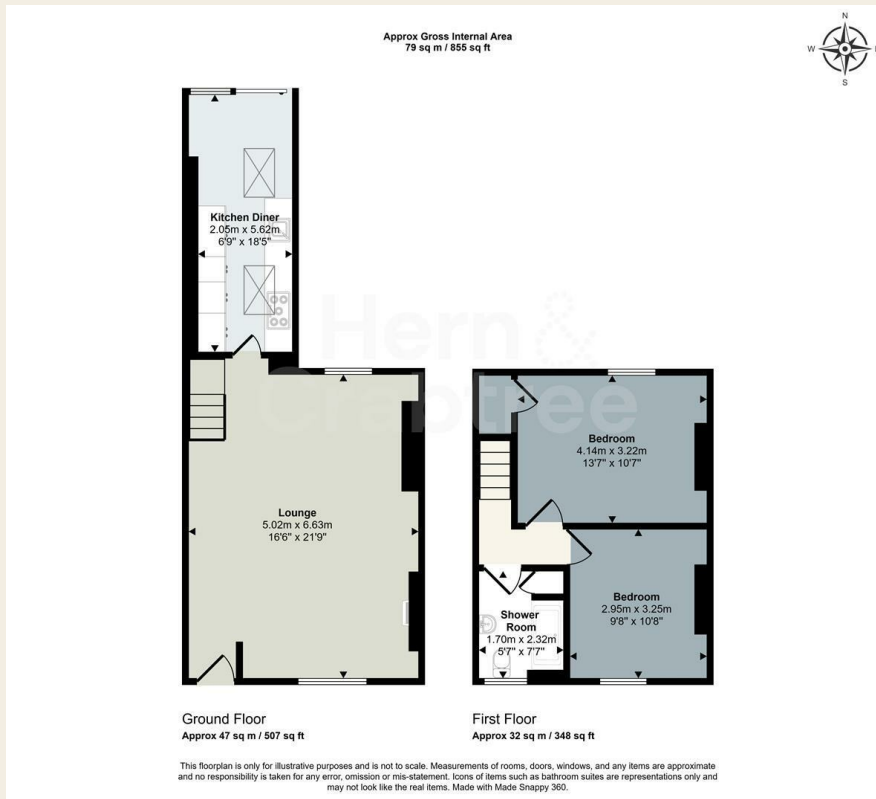 Approx Gross Internal Area
79 sq m / 855 sq ft
N
W
S
Kitchen Diner
2.05m x 5.62m
6'9" x 18'5"
Hern &
Crabtree
Lounge
5.02m x 6.63m
16'6" x 21'9"
Bedroom
4.14m x 3.22m
13'7" x 10'7"
Bedroom
2.95m x 3.25m
9'8" x 10'8"
Shower
Room
1.70m x 2.32m
5'7" x 7'7"
Ground Floor
Approx 47 sq m / 507 sq ft
First Floor
Approx 32 sq m / 348 sq ft
This floorplan is only for illustrative purposes and is not to scale. Measurements of rooms, doors, windows, and any items are approximate
and no responsibility is taken for any error, omission or mis-statement. Icons of items such as bathroom suites are representations only and
may not look like the real items. Made with Made Snappy 360.